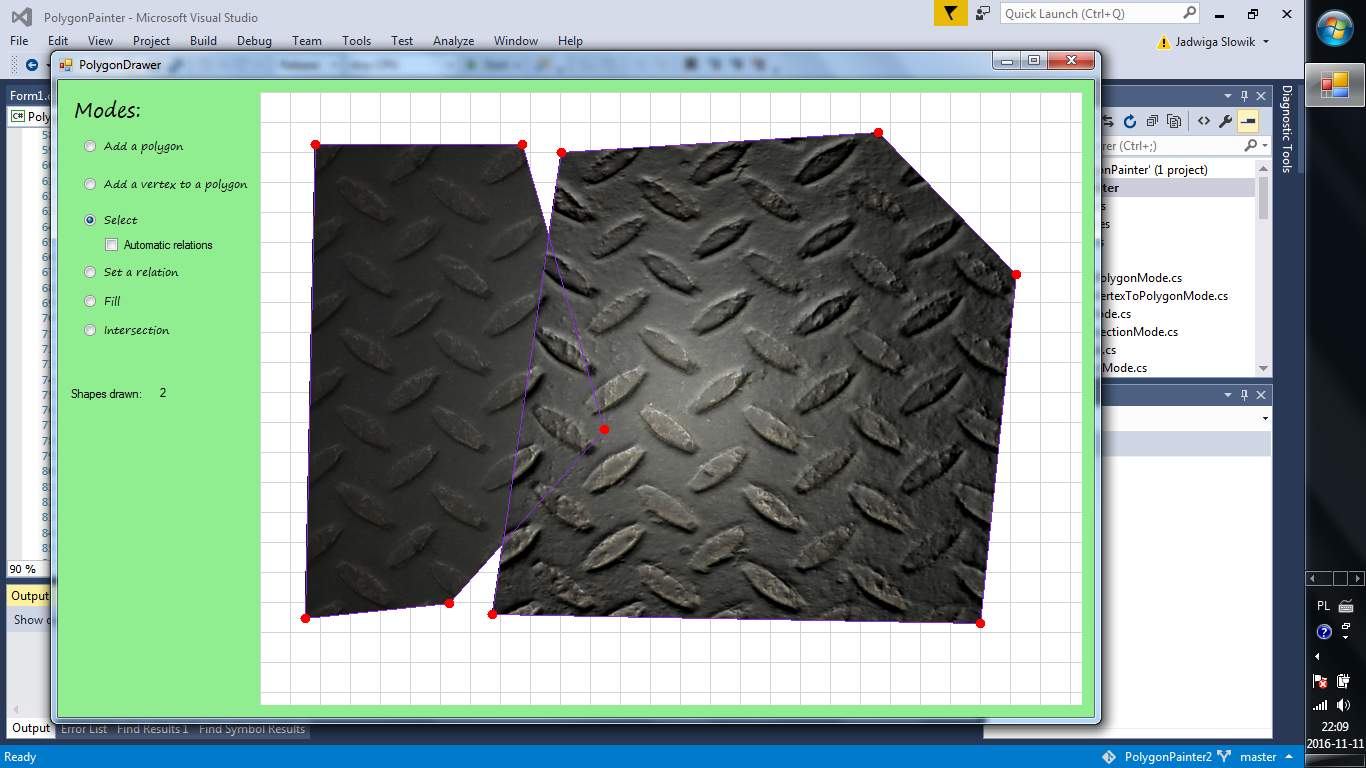 PolygonPainter - Microsoft Visual Studio
Quick Launch (Ctrl+Q)
File Edit View Project Build Debug Team Tools Test Analyze Window Help
Jadwiga Slowik
PolygonDrawer
Form1.
C# Poly
Modes:
Add a polygon
Add a vertex to a polygon
Select
Automatic relations
Set a relation
Fill
Intersection
Shapes drawn: 2
Diagnostic Tools
rer (Ctrl+;)
onPainter' (1 project)
ter
olygonMode.cs
ertexToPolygonMode.cs
de.cs
ectionMode.cs
.cs
Mode.cs
90 %
Output
Show o
Output Error List Find Results 1 Find Symbol Results
Ready
PolygonPainter2 master
PL
22:09
2016-11-11